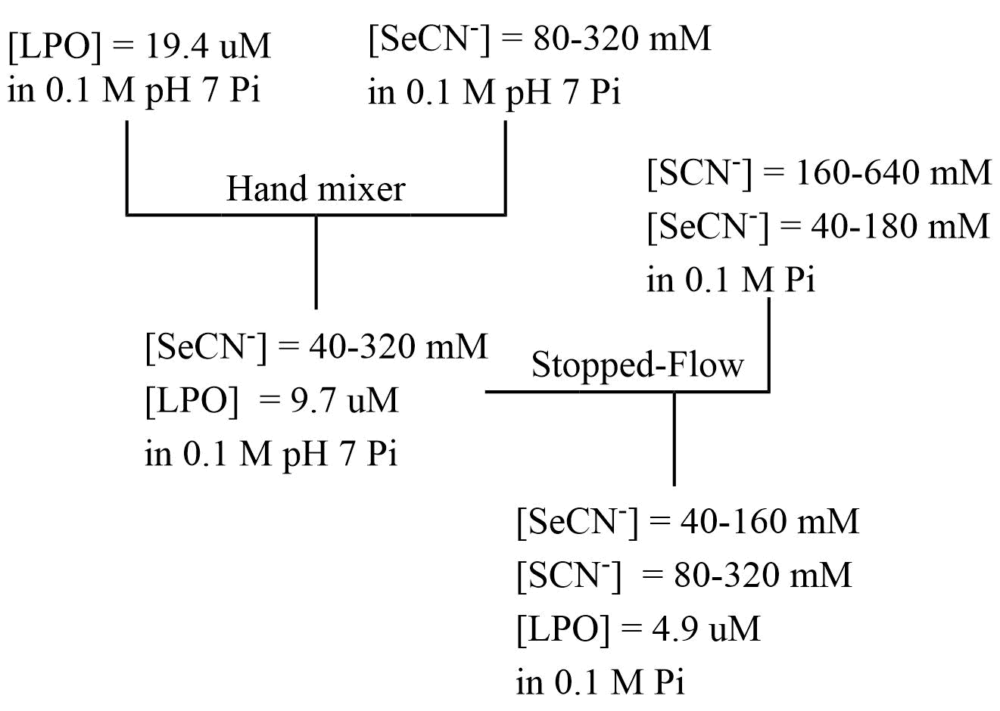 [LPO] = 19.4 uM
in 0.1 M pH 7 Pi
[SeCN⁻] = 80-320 mM
in 0.1 M pH 7 Pi
Hand mixer
[SCN⁻] = 160-640 mM
[SeCN⁻] = 40-180 mM
in 0.1 M Pi
[SeCN⁻] = 40-320 mM
[LPO] = 9.7 uM
in 0.1 M pH 7 Pi
Stopped-Flow
[SeCN⁻] = 40-160 mM
[SCN⁻] = 80-320 mM
[LPO] = 4.9 uM
in 0.1 M Pi